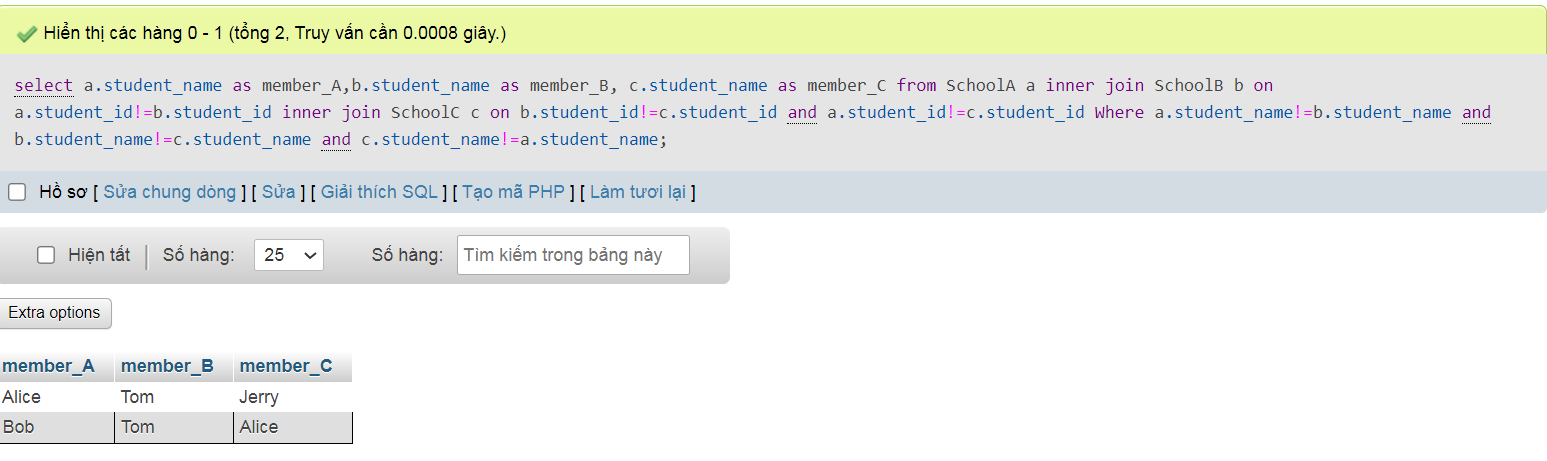 Hiển thị các hàng 0 - 1 (tổng 2, Truy vấn cần 0.0008 giây.)
select a.student_name as member_A,b.student_name as member_B, c.student_name as member_C from SchoolA a inner join SchoolB b on
a.student_id!=b.student_id inner join SchoolC c on b.student_id!=c.student_id and a.student_id!=c.student_id Where a.student_name!=b.student_name and
b.student_name!=c.student_name and c.student_name!=a.student_name;
Hồ sơ [ Sửa chung dòng ] [ Sửa ] [ Giải thích SQL ] [ Tạo mã PHP ] [ Làm tươi lại ]
Hiện tất | Số hàng: 25 Số hàng: Tìm kiếm trong bảng này
Extra options
member_A member_B member_C
Alice Tom Jerry
Bob Tom Alice